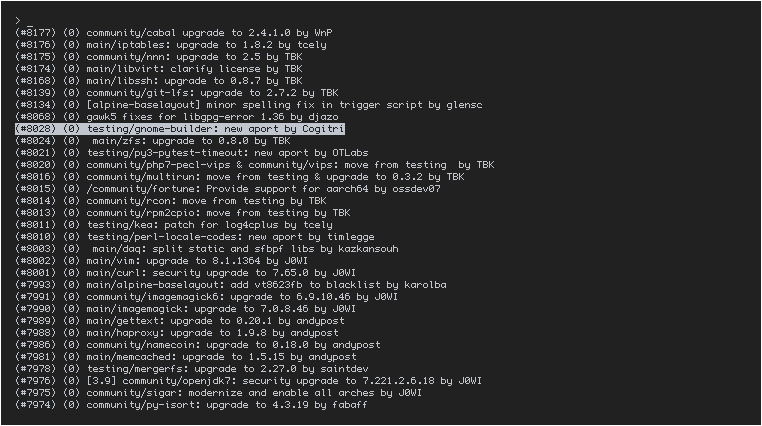 > _
(#8177) (0) community/cabal upgrade to 2.4.1.0 by WnP
(#8176) (0) main/iptables: upgrade to 1.8.2 by tcely
(#8175) (0) community/nnn: upgrade to 2.5 by TBK
(#8174) (0) main/libvirt: clarify license by TBK
(#8168) (0) main/libssh: upgrade to 0.8.7 by TBK
(#8139) (0) community/git-lfs: upgrade to 2.7.2 by TBK
(#8134) (0) [alpine-baselayout] minor spelling fix in trigger script by glensc
(#8068) (0) gawk5 fixes for libgpg-error 1.36 by djazo
(#8028) (0) testing/gnome-builder: new aport by Cogitri
(#8024) (0)  main/zfs: upgrade to 0.8.0 by TBK
(#8021) (0) testing/py3-pytest-timeout: new aport by OTLabs
(#8020) (0) community/php7-pecl-vips & community/vips: move from testing  by TBK
(#8016) (0) community/multirun: move from testing & upgrade to 0.3.2 by TBK
(#8015) (0) /community/fortune: Provide support for aarch64 by ossdev07
(#8014) (0) community/rcon: move from testing by TBK
(#8013) (0) community/rpm2cpio: move from testing by TBK
(#8011) (0) testing/kea: patch for log4cplus by tcely
(#8010) (0) testing/perl-locale-codes: new aport by timlegge
(#8003) (0)  main/daq: split static and sfbpf libs by kazkansouh
(#8002) (0) main/vim: upgrade to 8.1.1364 by J0WI
(#8001) (0) main/curl: security upgrade to 7.65.0 by J0WI
(#7993) (0) main/alpine-baselayout: add vt8623fb to blacklist by karolba
(#7991) (0) community/imagemagick6: upgrade to 6.9.10.46 by J0WI
(#7990) (0) main/imagemagick: upgrade to 7.0.8.46 by J0WI
(#7989) (0) main/gettext: upgrade to 0.20.1 by andypost
(#7988) (0) main/haproxy: upgrade to 1.9.8 by andypost
(#7986) (0) community/namecoin: upgrade to 0.18.0 by andypost
(#7981) (0) main/memcached: upgrade to 1.5.15 by andypost
(#7978) (0) testing/mergerfs: upgrade to 2.27.0 by saintdev
(#7976) (0) [3.9] community/openjdk7: security upgrade to 7.221.2.6.18 by J0WI
(#7975) (0) community/sigar: modernize and enable all arches by J0WI
(#7974) (0) community/py-isort: upgrade to 4.3.19 by fabaff